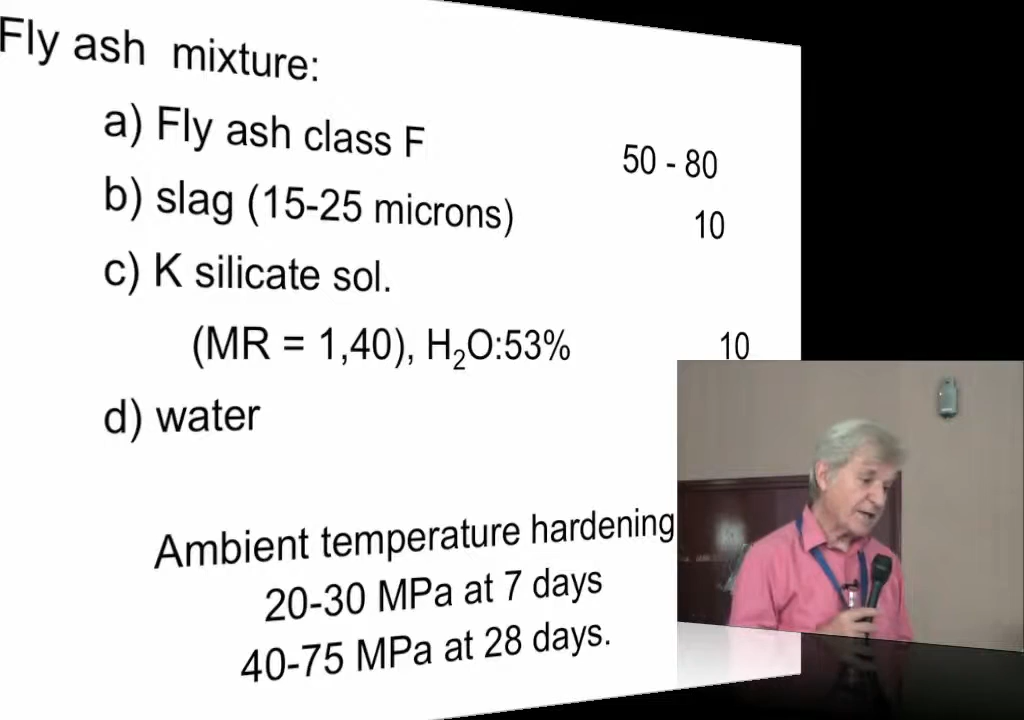 Fly ash mixture:
a) Fly ash class F 50 - 80
b) slag (15-25 microns) 10
c) K silicate sol.
(MR = 1,40), H₂O:53% 10
d) water
Ambient temperature hardening
20-30 MPa at 7 days
40-75 MPa at 28 days.